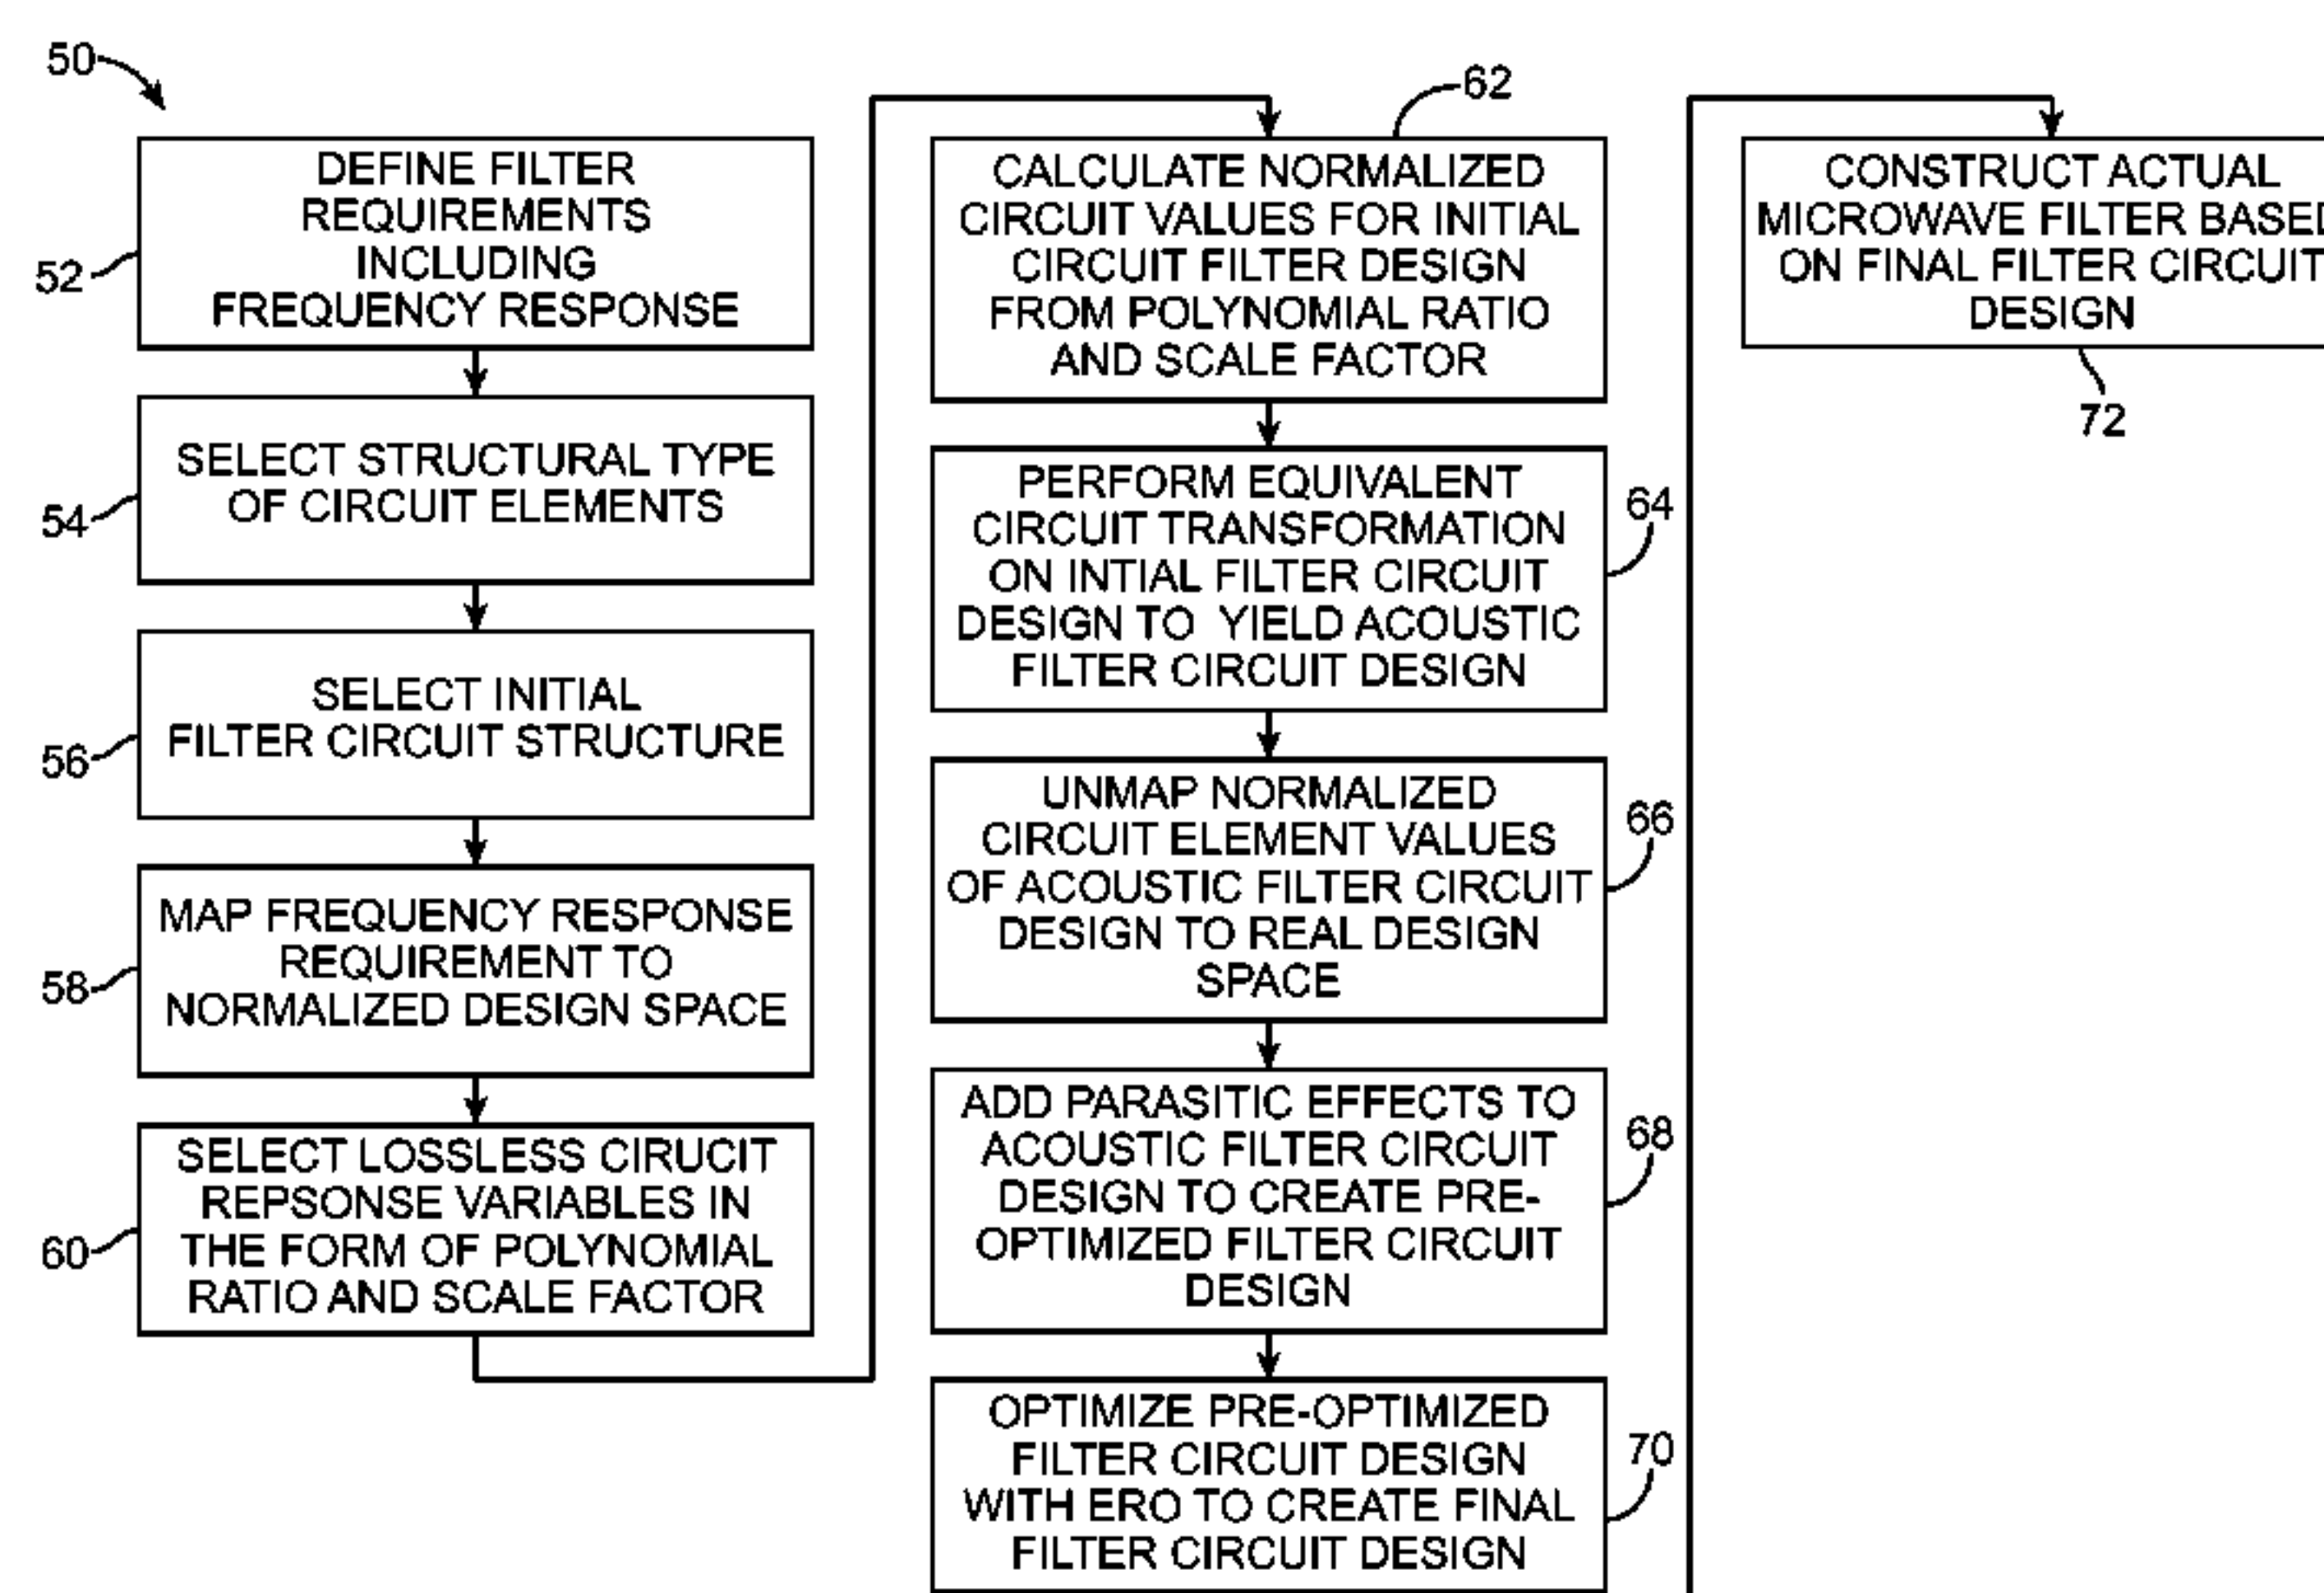 50
DEFINE FILTER
REQUIREMENTS
INCLUDING
FREQUENCY RESPONSE
52
SELECT STRUCTURAL TYPE
OF CIRCUIT ELEMENTS
54
SELECT INITIAL
FILTER CIRCUIT STRUCTURE
56
MAP FREQUENCY RESPONSE
REQUIREMENT TO
NORMALIZED DESIGN SPACE
58
SELECT LOSSLESS CIRUCIT
REPSONSE VARIABLES IN
THE FORM OF POLYNOMIAL
RATIO AND SCALE FACTOR
60
62
CALCULATE NORMALIZED
CIRCUIT VALUES FOR INITIAL
CIRCUIT FILTER DESIGN
FROM POLYNOMIAL RATIO
AND SCALE FACTOR
PERFORM EQUIVALENT
CIRCUIT TRANSFORMATION
ON INTIAL FILTER CIRCUIT
DESIGN TO YIELD ACOUSTIC
FILTER CIRCUIT DESIGN
64
UNMAP NORMALIZED
CIRCUIT ELEMENT VALUES
OF ACOUSTIC FILTER CIRCUIT
DESIGN TO REAL DESIGN
SPACE
66
ADD PARASITIC EFFECTS TO
ACOUSTIC FILTER CIRCUIT
DESIGN TO CREATE PRE-
OPTIMIZED FILTER CIRCUIT
DESIGN
68
OPTIMIZE PRE-OPTIMIZED
FILTER CIRCUIT DESIGN
WITH ERO TO CREATE FINAL
FILTER CIRCUIT DESIGN
70
CONSTRUCT ACTUAL
MICROWAVE FILTER BASED
ON FINAL FILTER CIRCUIT
DESIGN
72